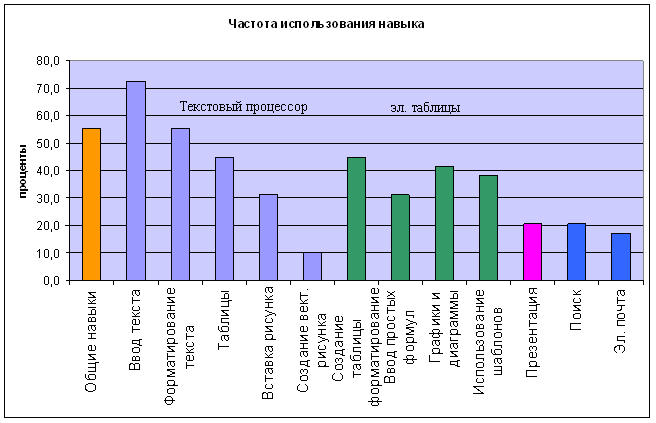 Частота использования навыка
80,0
70,0
60,0
50,0
40,0
30,0
20,0
10,0
0,0
проценты
Текстовый процессор
эл. таблицы
Общие навыки
Ввод текста
Форматирование
текста
Таблицы
Вставка рисунка
Создание вект.
рисунка
Создание
таблицы
форматирование
Ввод простых
формул
Графики и
диаграммы
Использование
шаблонов
Презентация
Поиск
Эл. почта